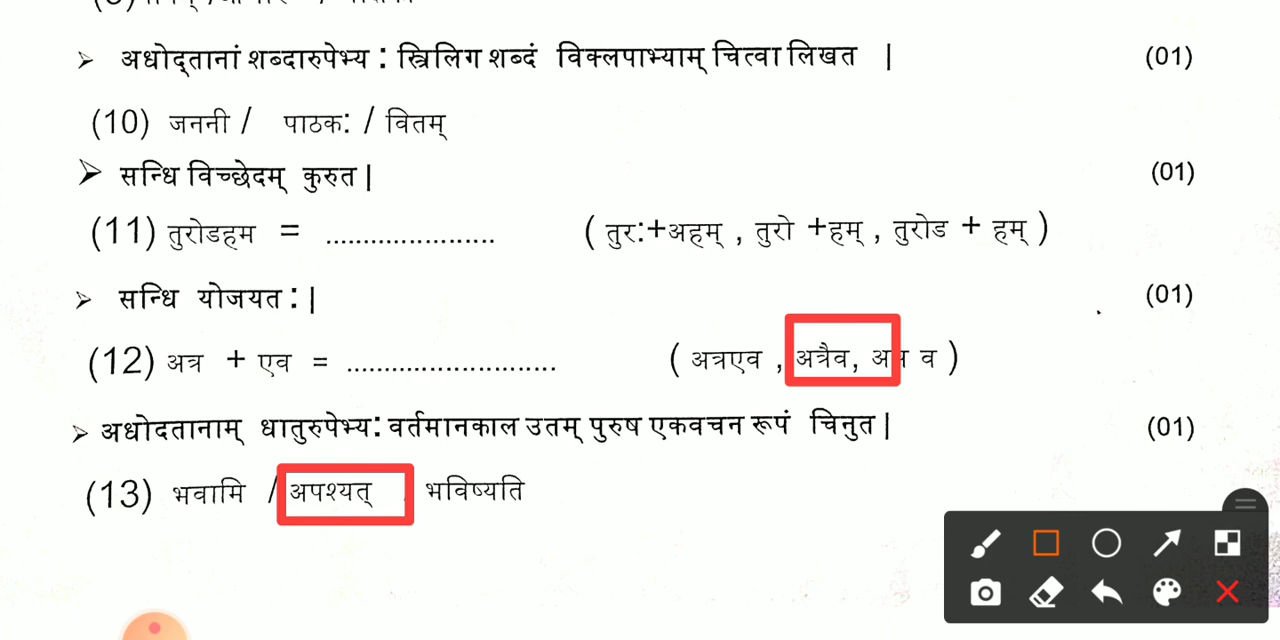 ➢ अधोद्तानां शब्दारुपेभ्य : स्त्रिलिग शब्दं विक्लपाभ्याम् चित्वा लिखत | (01)
(10) जननी / पाठक: / वितम्
➢ सन्धि विच्छेदम् कुरुत | (01)
(11) तुरोडहम = ....................... ( तुर:+अहम् , तुरो +हम् , तुरोड + हम् )
➢ सन्धि योजयत : | (01)
(12) अत्र + एव = ............................ ( अत्रएव , अत्रैव, व )
➢ अधोदतानाम् धातुरुपेभ्य: वर्तमानकाल उतम् पुरुष एकवचन रूपं चिनुत | (01)
(13) भवामि / अपश्यत् भविष्यति